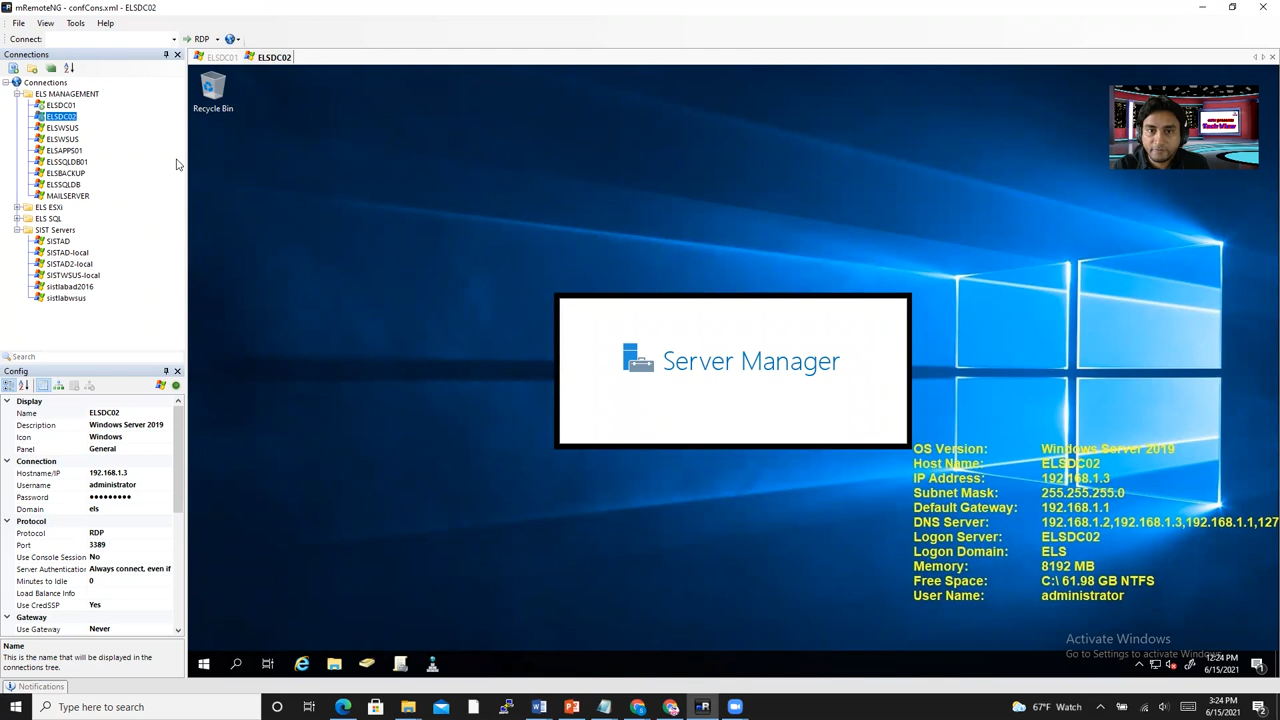 mRemoteNG - confCons.xml - ELSDC02
File View Tools Help
Connect: RDP
Connections
ELSDC01 ELSDC02
Connections
ELS MANAGEMENT
ELSDC01
ELSDC02
ELSWSUS
ELSWSUS
ELSAPPS01
ELSSQLDB01
ELSBACKUP
ELSSQLDB
MAILSERVER
ELS ESXi
ELS SQL
SIST Servers
SISTAD
SISTAD-local
SISTAD2-local
SISTWSUS-local
sistlabad2016
sistlabwsus
Search
Config
Display
Name ELSDC02
Description Windows Server 2019
Icon Windows
Panel General
Connection
Hostname/IP 192.168.1.3
Username administrator
Password ●●●●●●●●●
Domain els
Protocol
Protocol RDP
Port 3389
Use Console Session No
Server Authentication Always connect, even if
Minutes to Idle 0
Load Balance Info
Use CredSSP Yes
Gateway
Use Gateway Never
Name
This is the name that will be displayed in the
connections tree.
Notifications
Recycle Bin
Tech View
Server Manager
OS Version: Windows Server 2019
Host Name: ELSDC02
IP Address: 192.168.1.3
Subnet Mask: 255.255.255.0
Default Gateway: 192.168.1.1
DNS Server: 192.168.1.2,192.168.1.3,192.168.1.1,127
Logon Server: ELSDC02
Logon Domain: ELS
Memory: 8192 MB
Free Space: C:\ 61.98 GB NTFS
User Name: administrator
Activate Windows
Go to Settings to activate Windows.
12:24 PM
6/15/2021
Type here to search
67°F Watch
3:24 PM
6/15/2021